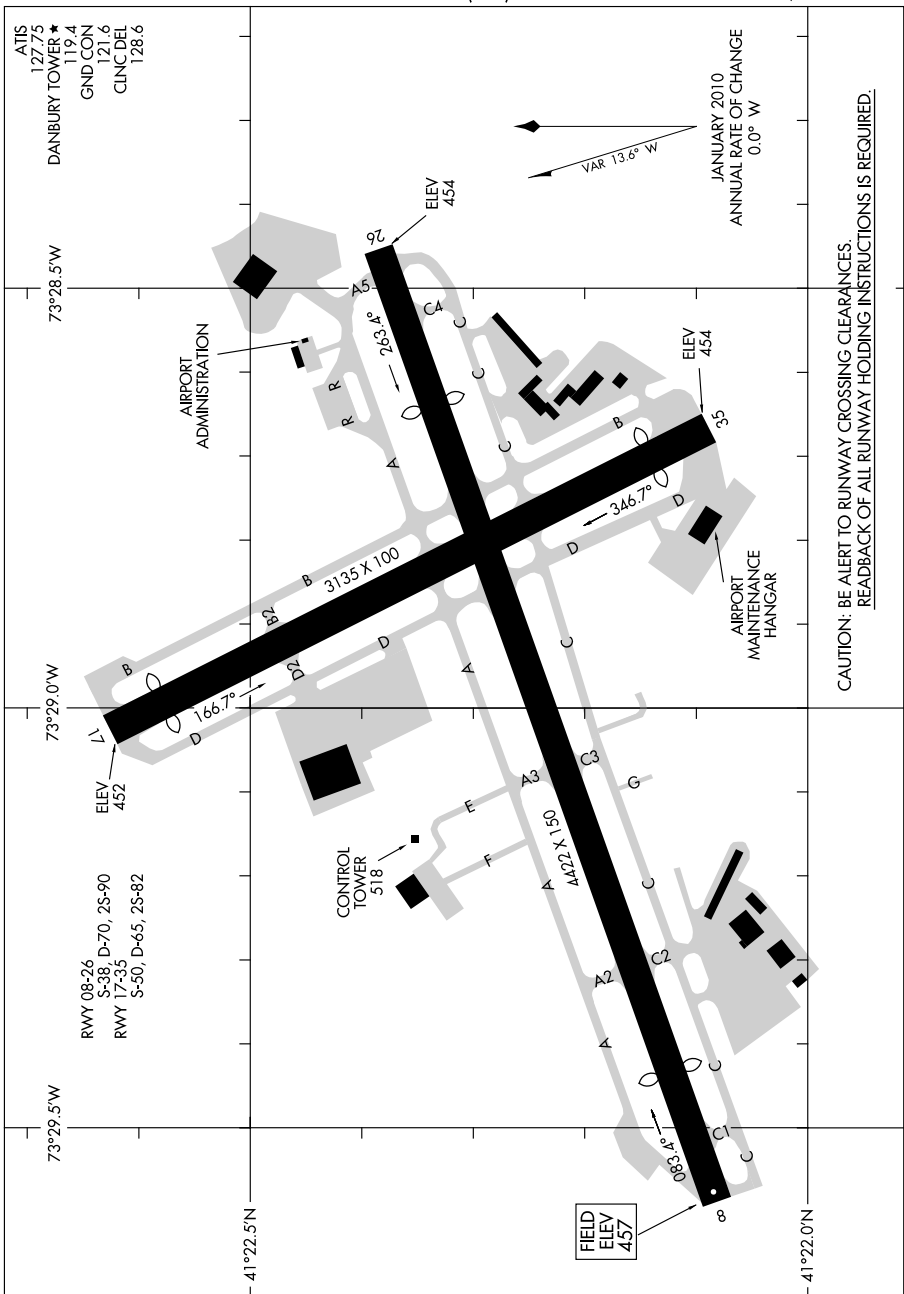 ATIS
127.75
DANBURY TOWER ★
119.4
GND CON
121.6
CLNC DEL
128.6
73°29.5'W
73°29.0'W
73°28.5'W
RWY 08-26
S-38, D-70, 2S-90
RWY 17-35
S-50, D-65, 2S-82
ELEV
452
17
166.7°
B
D
B2
D2
B
D
3135 X 100
AIRPORT
ADMINISTRATION
R
R
A
A5
26
ELEV
454
263.4°
C4
C
C
C
CONTROL
TOWER
518
E
F
A
A3
C3
C
G
4422 X 150
A
C
A2
C2
A
C
083.4°
C1
C
8
FIELD
ELEV
457
B
D
D
346.7°
35
ELEV
454
AIRPORT
MAINTENANCE
HANGAR
VAR 13.6° W
JANUARY 2010
ANNUAL RATE OF CHANGE
0.0° W
41°22.5'N
41°22.0'N
CAUTION: BE ALERT TO RUNWAY CROSSING CLEARANCES.
READBACK OF ALL RUNWAY HOLDING INSTRUCTIONS IS REQUIRED.